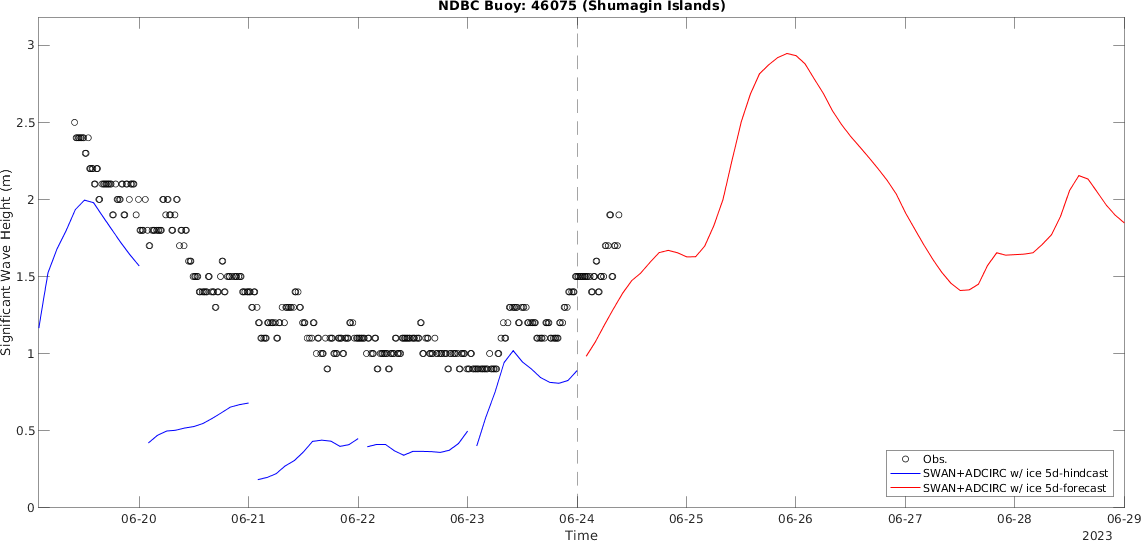 NDBC Buoy: 46075 (Shumagin Islands)
Significant Wave Height (m)
3
2.5
2
1.5
1
0.5
0
Obs.
SWAN+ADCIRC w/ ice 5d-hindcast
SWAN+ADCIRC w/ ice 5d-forecast
06-20 06-21 06-22 06-23 06-24 06-25 06-26 06-27 06-28 06-29
Time
2023